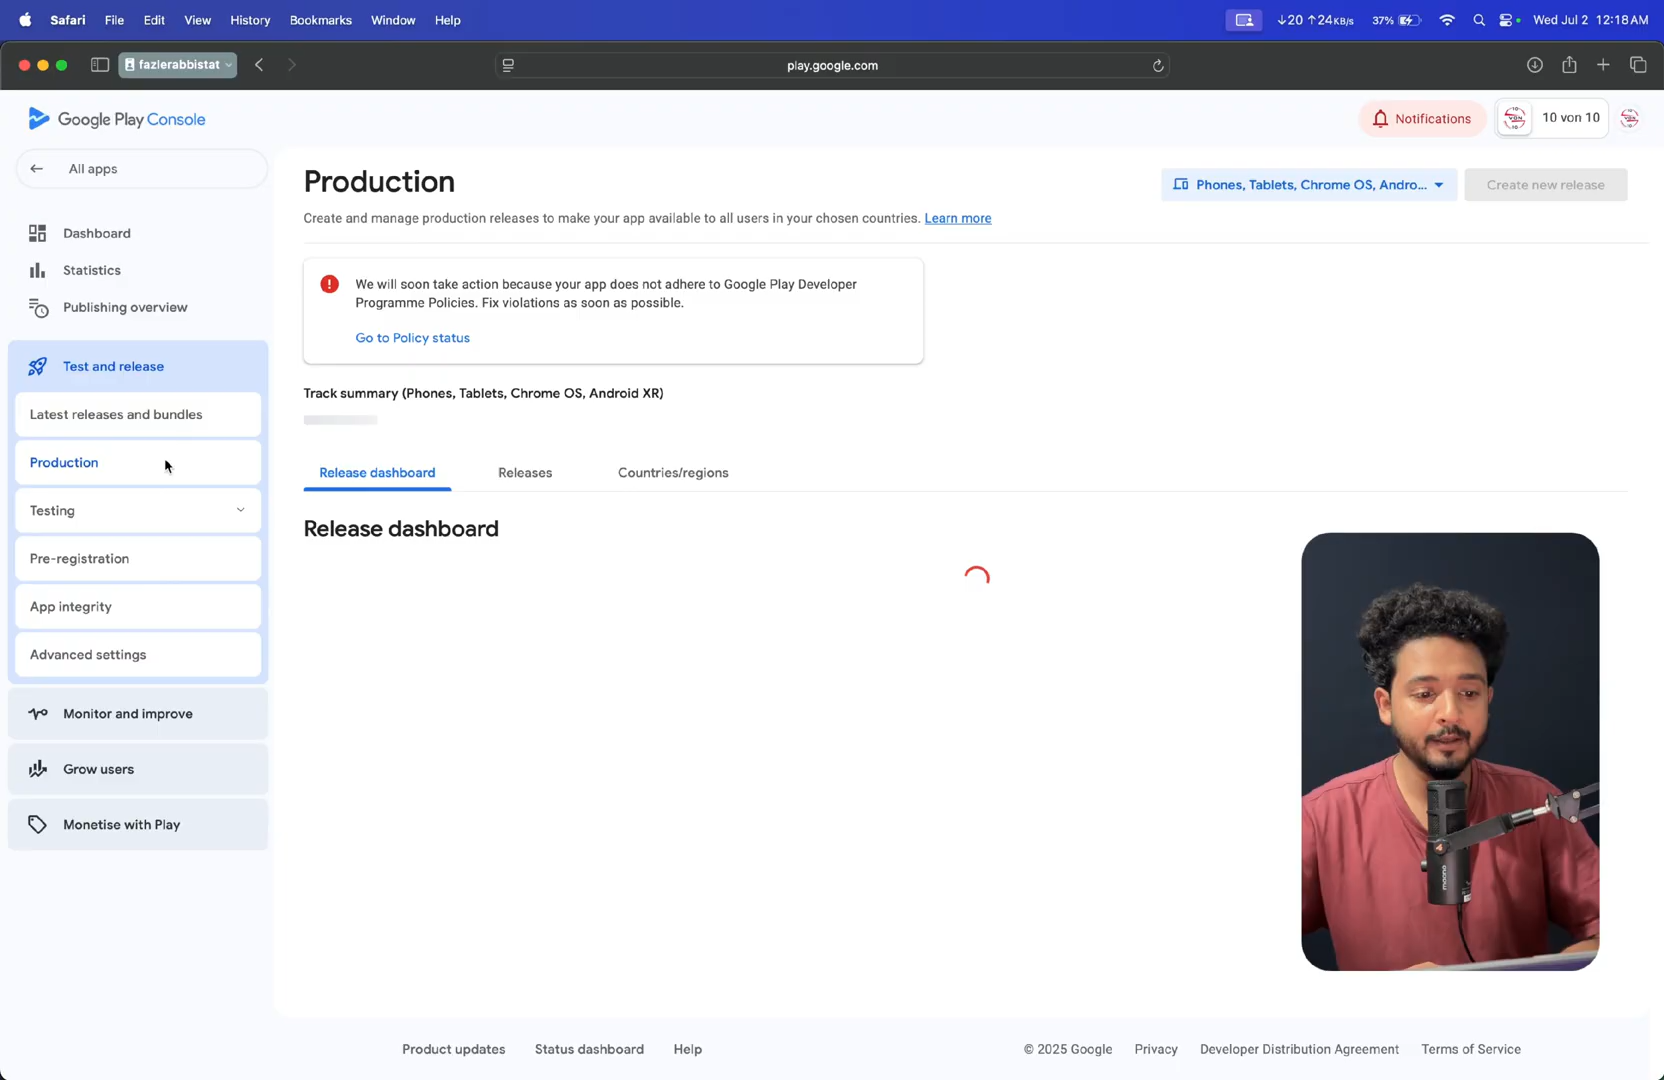 Safari File Edit View History Bookmarks Window Help
↓20 ↑24KB/s 37% Wed Jul 2 12:18 AM
fazlerabbistat
play.google.com
Google Play Console
Notifications
10 von 10
All apps
Dashboard
Statistics
Publishing overview
Test and release
Latest releases and bundles
Production
Testing
Pre-registration
App integrity
Advanced settings
Monitor and improve
Grow users
Monetise with Play
Production
Phones, Tablets, Chrome OS, Andro...
Create new release
Create and manage production releases to make your app available to all users in your chosen countries. Learn more
We will soon take action because your app does not adhere to Google Play Developer
Programme Policies. Fix violations as soon as possible.
Go to Policy status
Track summary (Phones, Tablets, Chrome OS, Android XR)
Release dashboard Releases Countries/regions
Release dashboard
maono
Product updates Status dashboard Help
© 2025 Google Privacy Developer Distribution Agreement Terms of Service